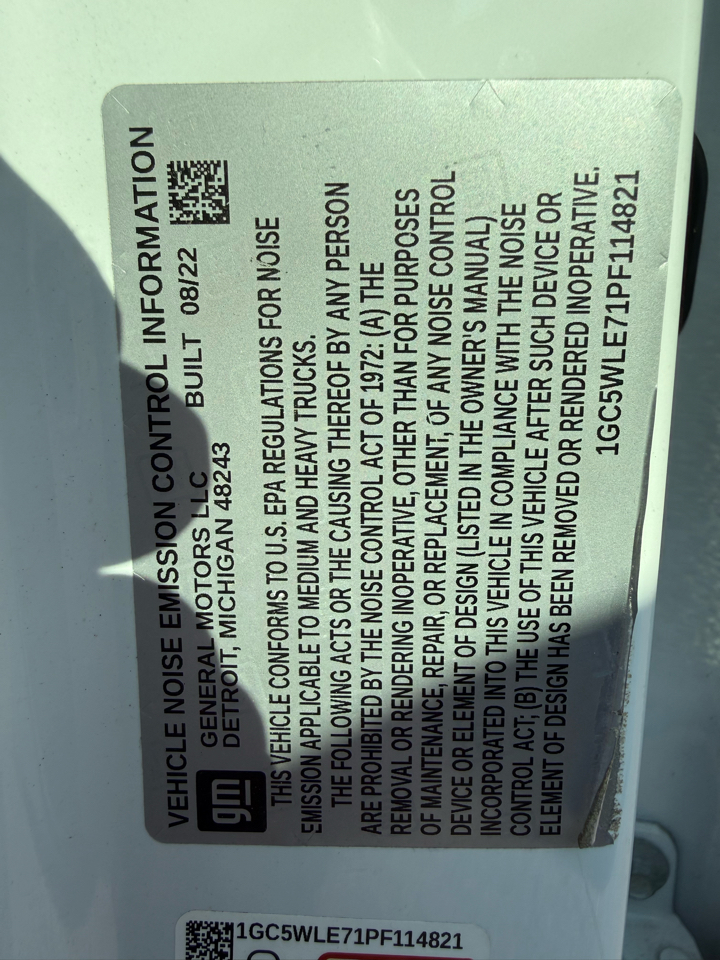 VEHICLE NOISE EMISSION CONTROL INFORMATION
gm
GENERAL MOTORS LLC BUILT 08/22
DETROIT, MICHIGAN 48243
THIS VEHICLE CONFORMS TO U.S. EPA REGULATIONS FOR NOISE
EMISSION APPLICABLE TO MEDIUM AND HEAVY TRUCKS.
THE FOLLOWING ACTS OR THE CAUSING THEREOF BY ANY PERSON
ARE PROHIBITED BY THE NOISE CONTROL ACT OF 1972: (A) THE
REMOVAL OR RENDERING INOPERATIVE, OTHER THAN FOR PURPOSES
OF MAINTENANCE, REPAIR, OR REPLACEMENT, OF ANY NOISE CONTROL
DEVICE OR ELEMENT OF DESIGN (LISTED IN THE OWNER'S MANUAL)
INCORPORATED INTO THIS VEHICLE IN COMPLIANCE WITH THE NOISE
CONTROL ACT; (B) THE USE OF THIS VEHICLE AFTER SUCH DEVICE OR
ELEMENT OF DESIGN HAS BEEN REMOVED OR RENDERED INOPERATIVE.
1GC5WLE71PF114821
1GC5WLE71PF114821